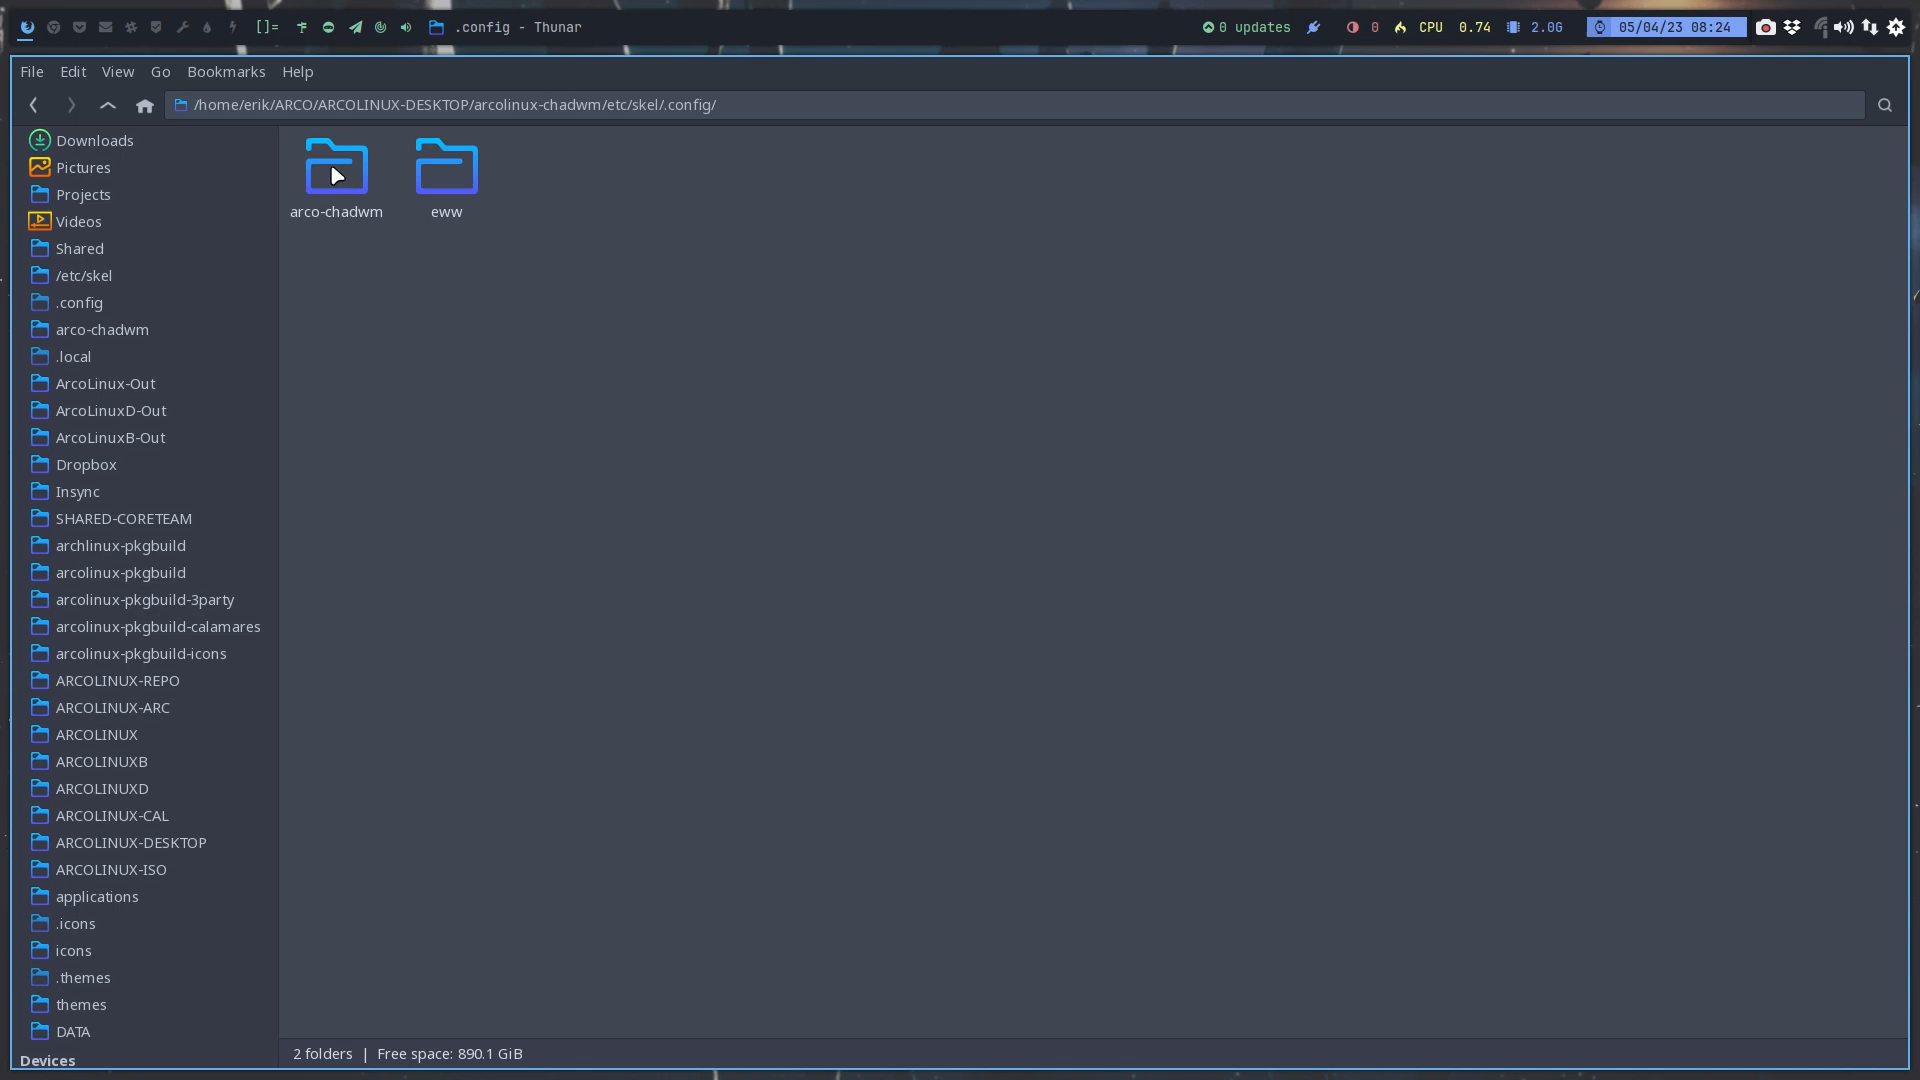 []= .config - Thunar 0 updates 0 CPU 0.74 2.0G 05/04/23 08:24
File Edit View Go Bookmarks Help
/home/erik/ARCO/ARCOLINUX-DESKTOP/arcolinux-chadwm/etc/skel/.config/
Downloads
Pictures
Projects
Videos
Shared
/etc/skel
.config
arco-chadwm
.local
ArcoLinux-Out
ArcoLinuxD-Out
ArcoLinuxB-Out
Dropbox
Insync
SHARED-CORETEAM
archlinux-pkgbuild
arcolinux-pkgbuild
arcolinux-pkgbuild-3party
arcolinux-pkgbuild-calamares
arcolinux-pkgbuild-icons
ARCOLINUX-REPO
ARCOLINUX-ARC
ARCOLINUX
ARCOLINUXB
ARCOLINUXD
ARCOLINUX-CAL
ARCOLINUX-DESKTOP
ARCOLINUX-ISO
applications
.icons
icons
.themes
themes
DATA
Devices
arco-chadwm eww
2 folders | Free space: 890.1 GiB